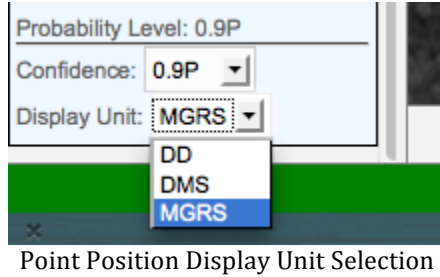 Probability Level: 0.9P
Confidence: 0.9P
Display Unit: MGRS
DD
DMS
MGRS
Point Position Display Unit Selection